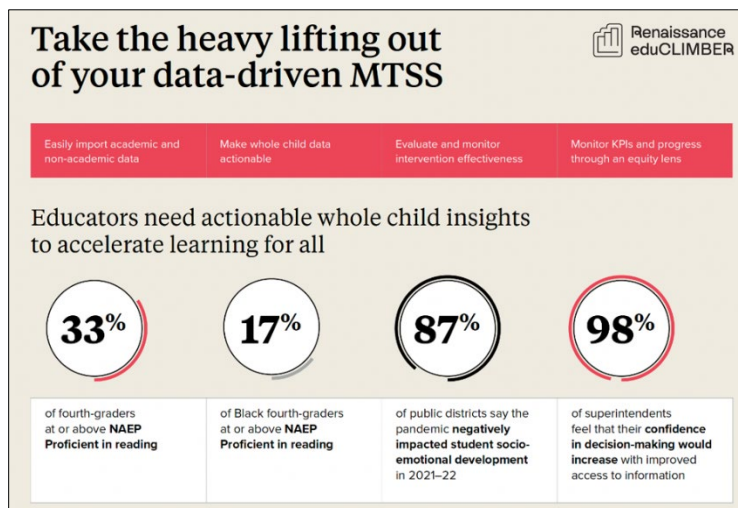 Take the heavy lifting out
of your data-driven MTSS
Renaissance
eduCLIMBER
Easily import academic and
non-academic data
Make whole child data
actionable
Evaluate and monitor
intervention effectiveness
Monitor KPIs and progress
through an equity lens
Educators need actionable whole child insights
to accelerate learning for all
33%
17%
87%
98%
of fourth-graders
at or above NAEP
Proficient in reading
of Black fourth-graders
at or above NAEP
Proficient in reading
of public districts say the
pandemic negatively
impacted student socio-
emotional development
in 2021–22
of superintendents
feel that their confidence
in decision-making would
increase with improved
access to information